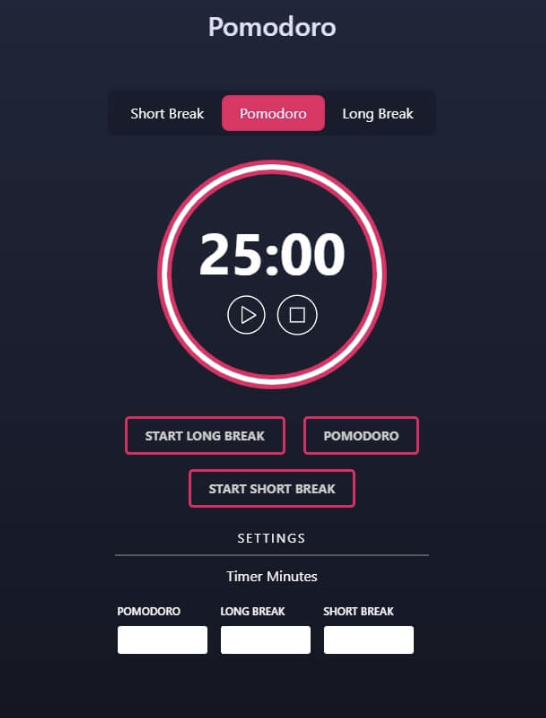 Pomodoro
Short Break Pomodoro Long Break
25:00
START LONG BREAK POMODORO
START SHORT BREAK
SETTINGS
Timer Minutes
POMODORO LONG BREAK SHORT BREAK